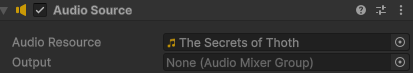 Audio Source
Audio Resource The Secrets of Thoth
Output None (Audio Mixer Group)